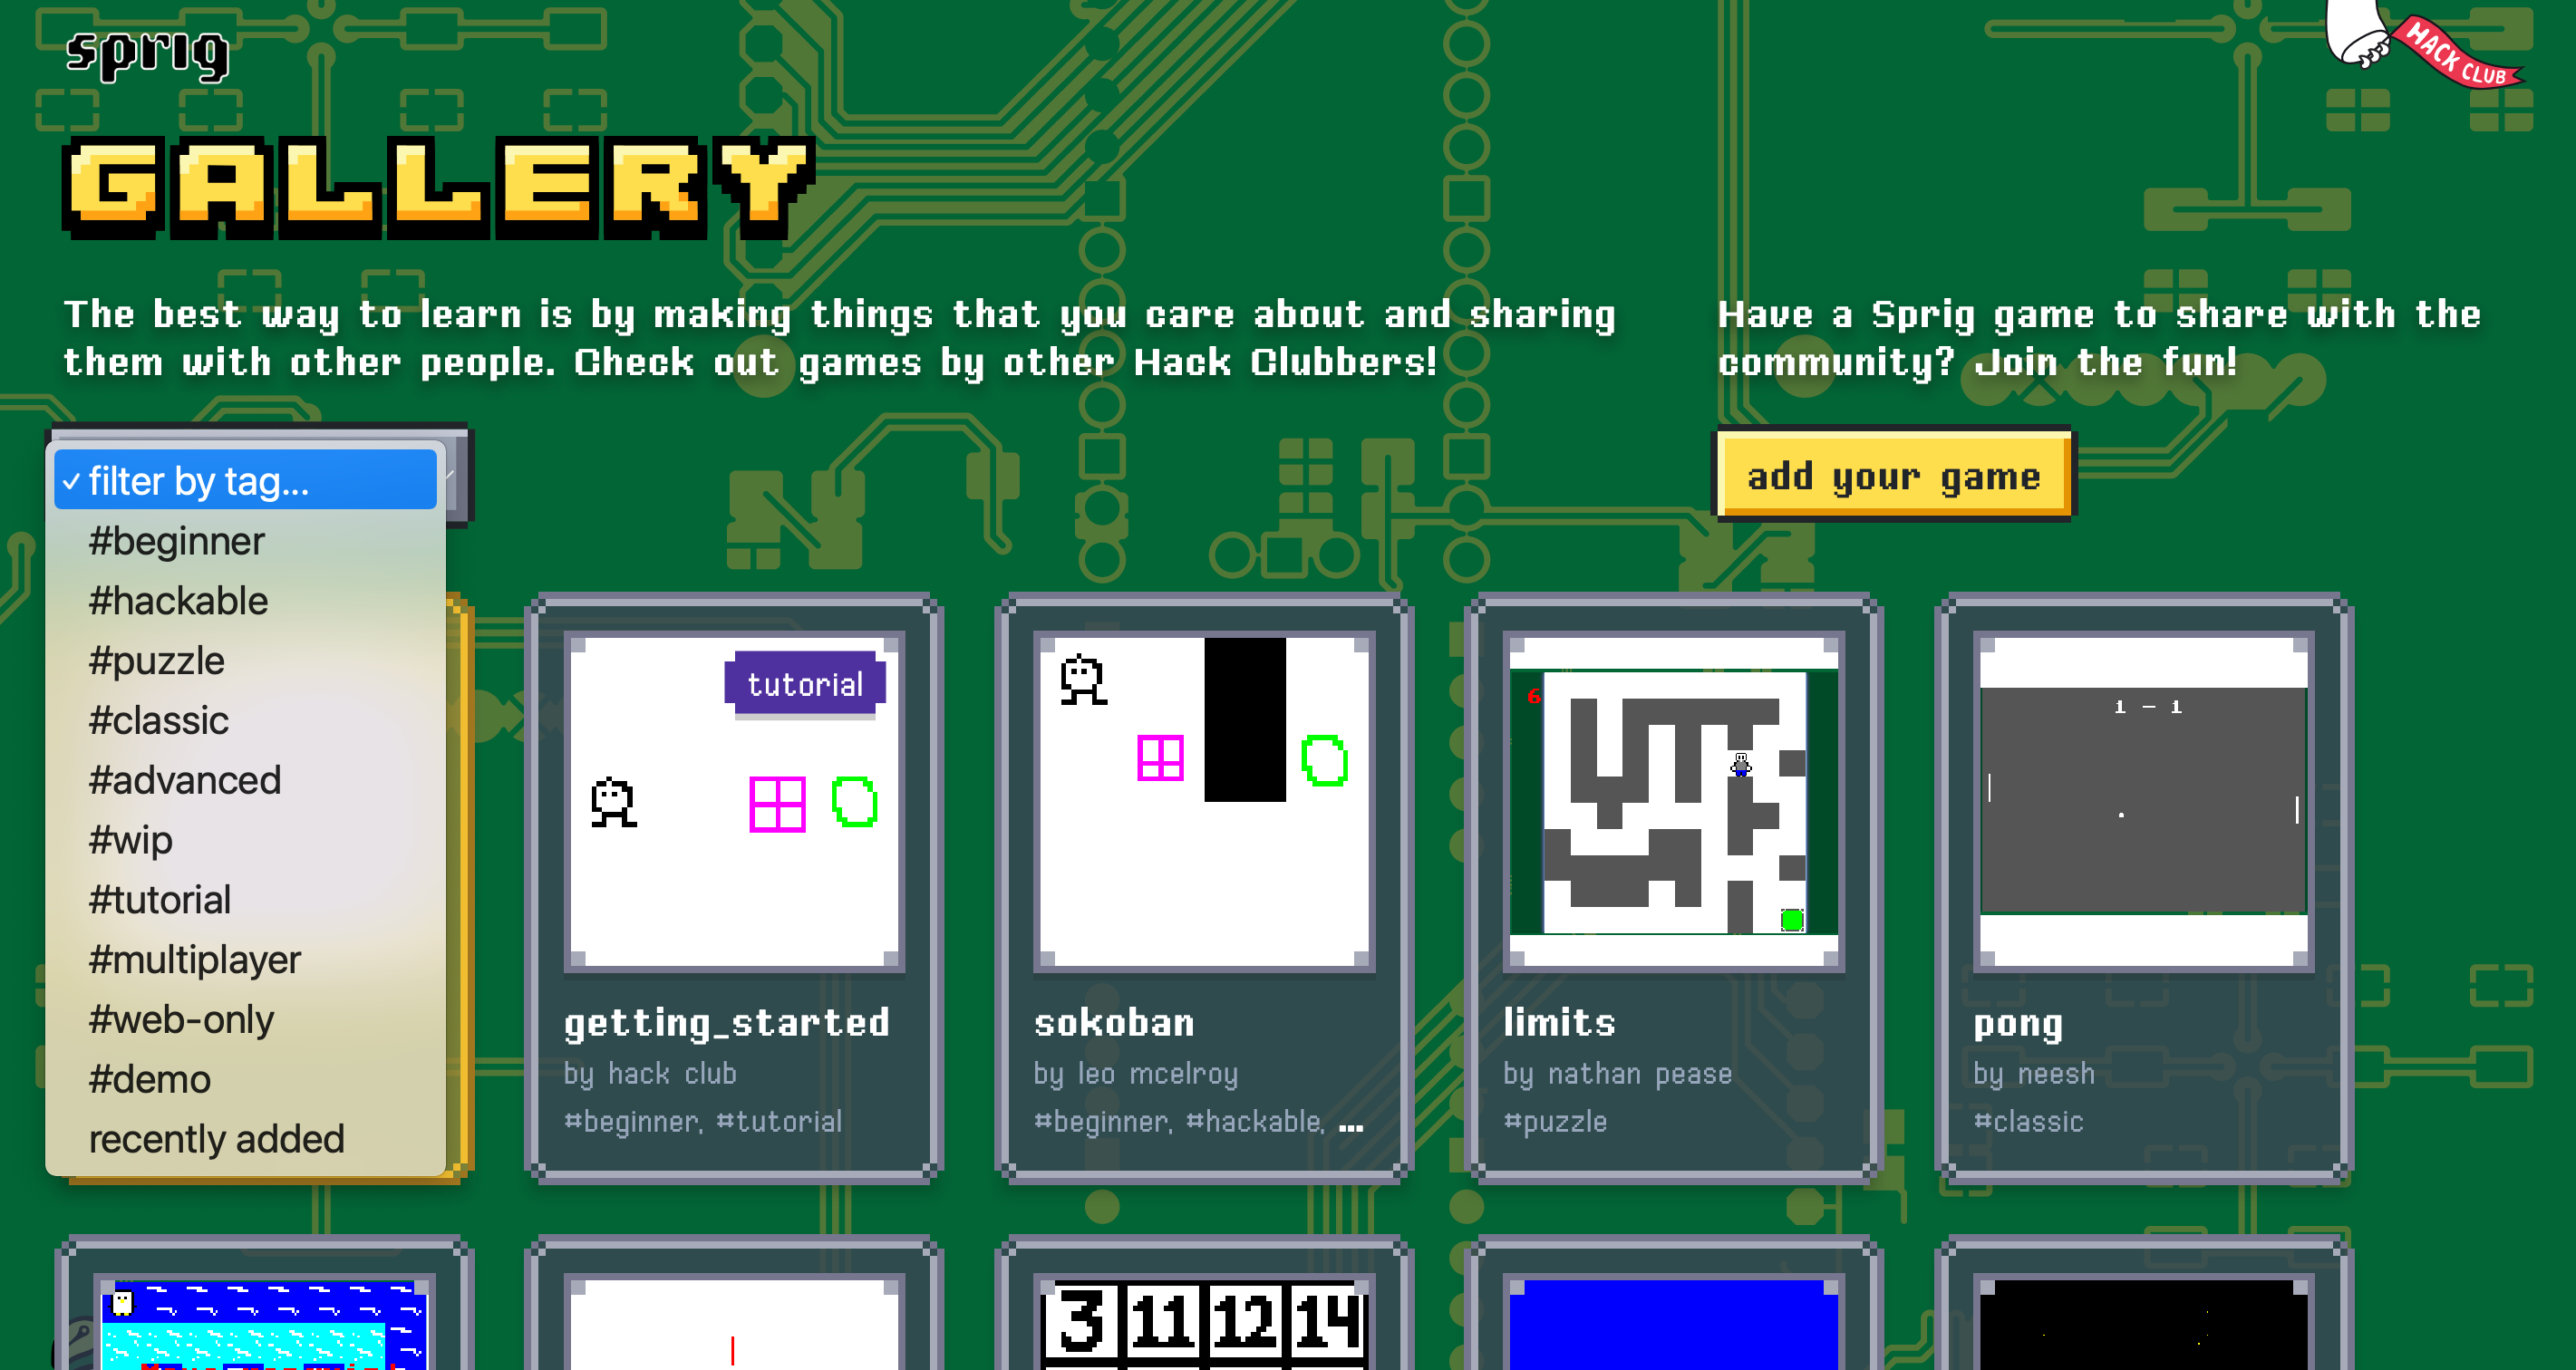 sprig
HACK CLUB
GALLERY
The best way to learn is by making things that you care about and sharing
them with other people. Check out games by other Hack Clubbers!
Have a Sprig game to share with the
community? Join the fun!
add your game
✓ filter by tag...
#beginner
#hackable
#puzzle
#classic
#advanced
#wip
#tutorial
#multiplayer
#web-only
#demo
recently added
tutorial
getting_started
by hack club
#beginner, #tutorial
sokoban
by leo mcelroy
#beginner, #hackable, ...
6
limits
by nathan pease
#puzzle
1 - 1
pong
by neesh
#classic
3 11 12 14